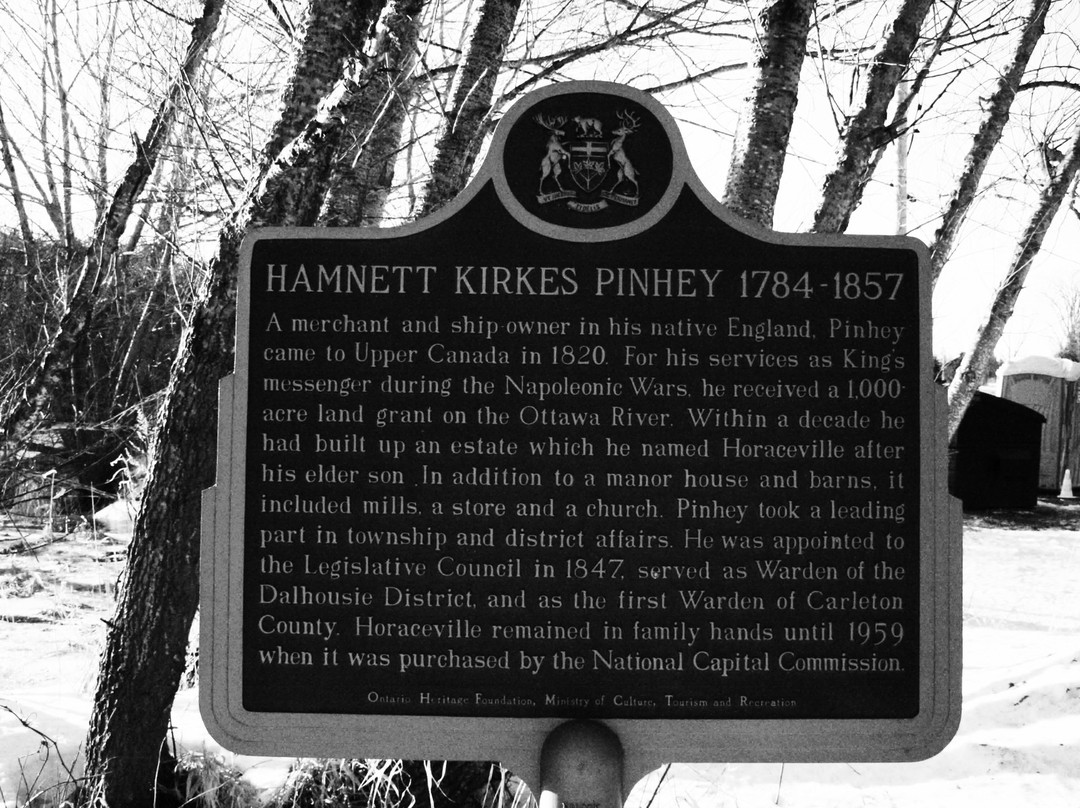 HAMNETT KIRKES PINHEY 1784-1857
A merchant and ship-owner in his native England, Pinhey
came to Upper Canada in 1820. For his services as King's
messenger during the Napoleonic Wars, he received a 1,000-
acre land grant on the Ottawa River. Within a decade he
had built up an estate which he named Horaceville after
his elder son. In addition to a manor house and barns, it
included mills, a store and a church. Pinhey took a leading
part in township and district affairs. He was appointed to
the Legislative Council in 1847, served as Warden of the
Dalhousie District, and as the first Warden of Carleton
County. Horaceville remained in family hands until 1959
when it was purchased by the National Capital Commission.
Ontario Heritage Foundation, Ministry of Culture, Tourism and Recreation